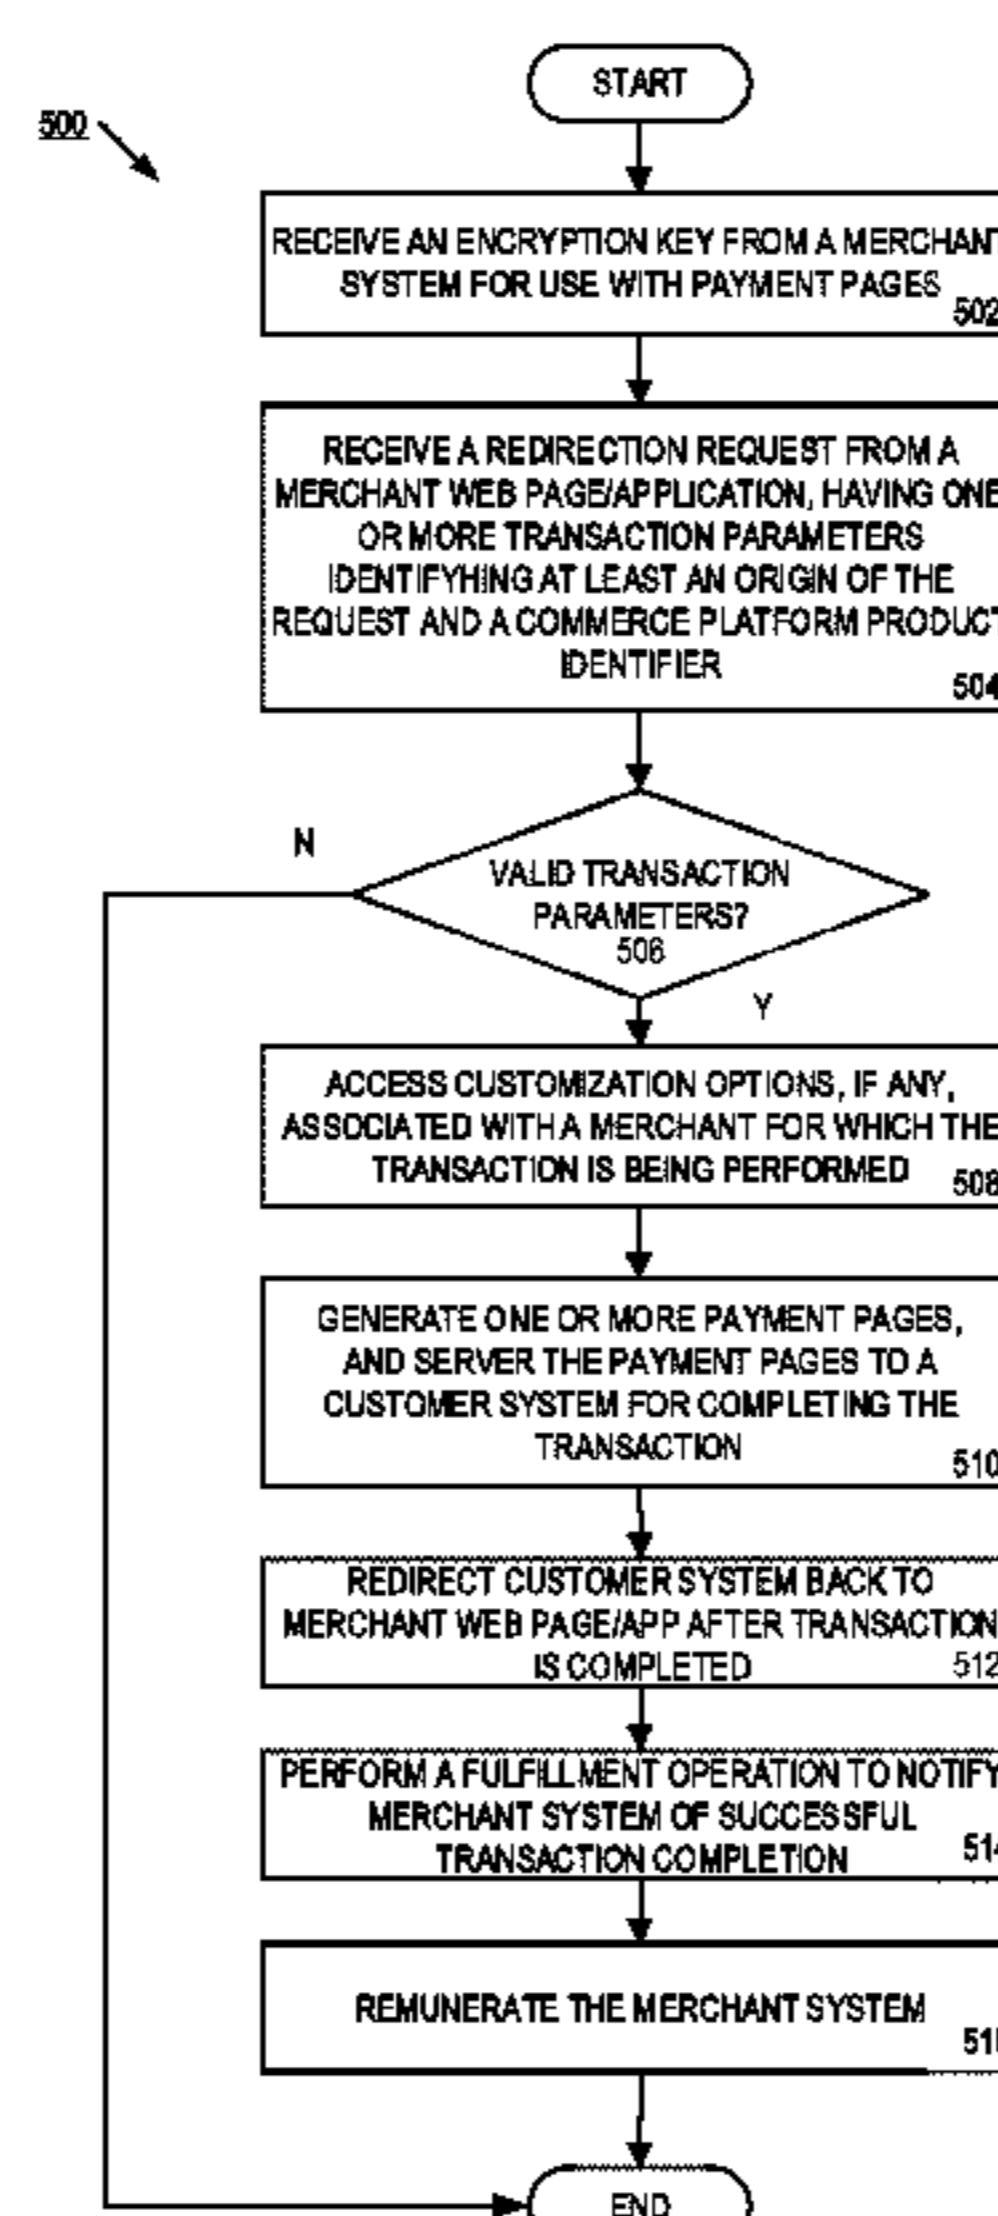 START
500
RECEIVE AN ENCRYPTION KEY FROM A MERCHANT
SYSTEM FOR USE WITH PAYMENT PAGES
502
RECEIVE A REDIRECTION REQUEST FROM A
MERCHANT WEB PAGE/APPLICATION, HAVING ONE
OR MORE TRANSACTION PARAMETERS
IDENTIFYHING AT LEAST AN ORIGIN OF THE
REQUEST AND A COMMERCE PLATFORM PRODUCT
IDENTIFIER
504
N
VALID TRANSACTION
PARAMETERS?
506
Y
ACCESS CUSTOMIZATION OPTIONS, IF ANY,
ASSOCIATED WITH A MERCHANT FOR WHICH THE
TRANSACTION IS BEING PERFORMED
508
GENERATE ONE OR MORE PAYMENT PAGES,
AND SERVER THE PAYMENT PAGES TO A
CUSTOMER SYSTEM FOR COMPLETING THE
TRANSACTION
510
REDIRECT CUSTOMER SYSTEM BACK TO
MERCHANT WEB PAGE/APP AFTER TRANSACTION
IS COMPLETED
512
PERFORM A FULFILLMENT OPERATION TO NOTIFY
MERCHANT SYSTEM OF SUCCESSFUL
TRANSACTION COMPLETION
514
REMUNERATE THE MERCHANT SYSTEM
END